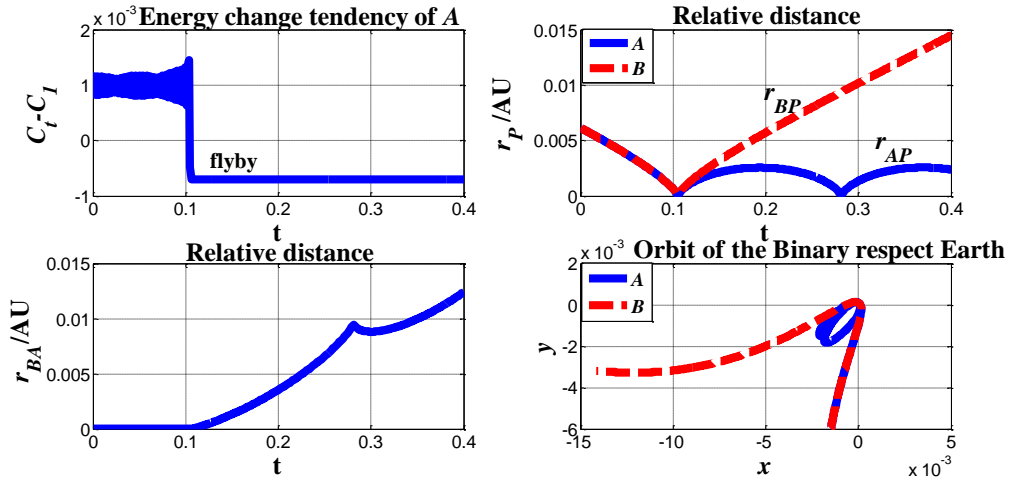 × 10⁻³
Energy change tendency of A
2
1
0
-1
C_t-C_1
flyby
0
0.1
0.2
0.3
0.4
t
Relative distance
0.015
0.01
0.005
0
r_P/AU
A
B
r_BP
r_AP
0
0.1
0.2
0.3
0.4
t
Relative distance
0.015
0.01
0.005
0
r_BA/AU
0
0.1
0.2
0.3
0.4
t
× 10⁻³
Orbit of the Binary respect Earth
2
0
-2
-4
-6
y
A
B
-15
-10
-5
0
5
x
× 10⁻³